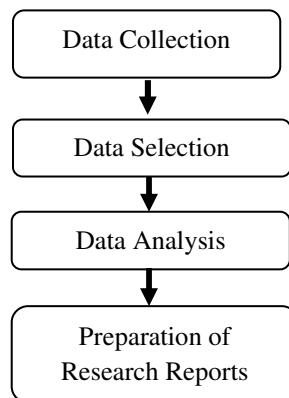 Data Collection
Data Selection
Data Analysis
Preparation of
Research Reports